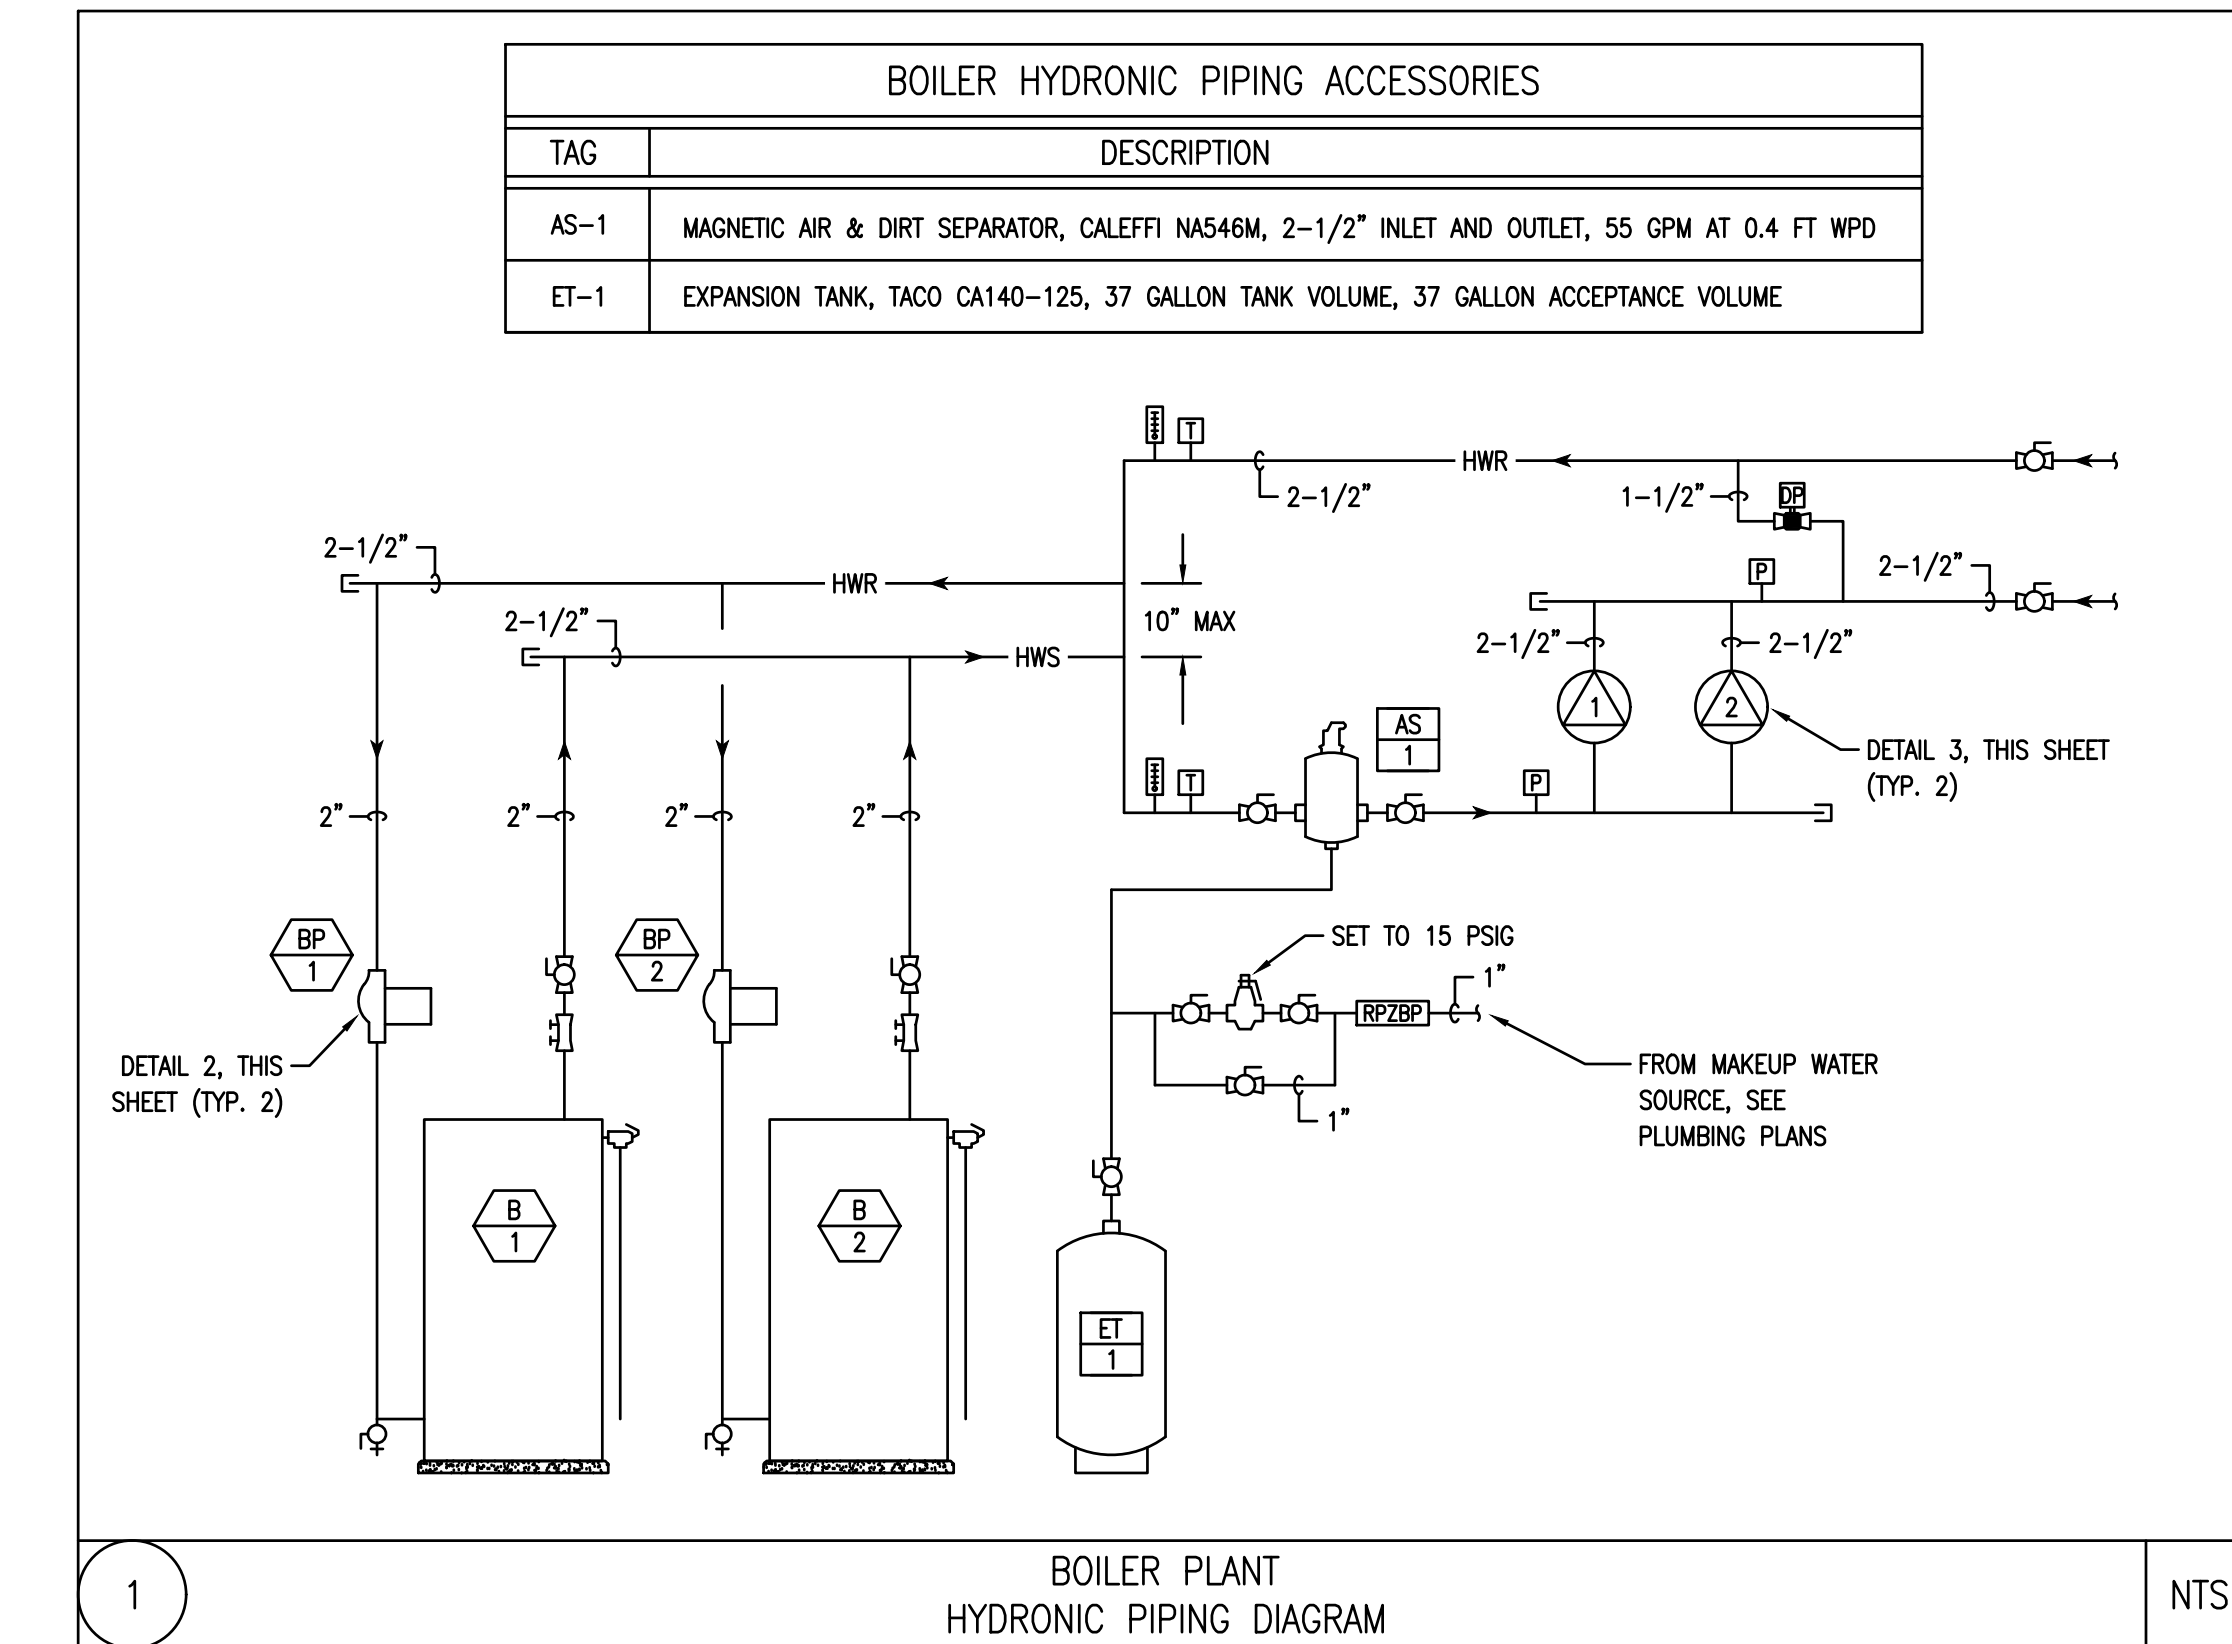 BOILER HYDRONIC PIPING ACCESSORIES
TAG DESCRIPTION
AS-1 MAGNETIC AIR & DIRT SEPARATOR, CALEFFI NA546M, 2-1/2" INLET AND OUTLET, 55 GPM AT 0.4 FT WPD
ET-1 EXPANSION TANK, TACO CA140-125, 37 GALLON TANK VOLUME, 37 GALLON ACCEPTANCE VOLUME
T
HWR
2-1/2"
1-1/2"
DP
2-1/2"
HWR
P
2-1/2"
2-1/2"
10" MAX
HWS
2-1/2"
2-1/2"
1
2
AS
1
DETAIL 3, THIS SHEET
(TYP. 2)
T
P
2"
2"
2"
2"
BP
1
BP
2
SET TO 15 PSIG
1"
RPZBP
DETAIL 2, THIS
SHEET (TYP. 2)
FROM MAKEUP WATER
SOURCE, SEE
PLUMBING PLANS
1"
B
1
B
2
ET
1
1
BOILER PLANT
HYDRONIC PIPING DIAGRAM
NTS